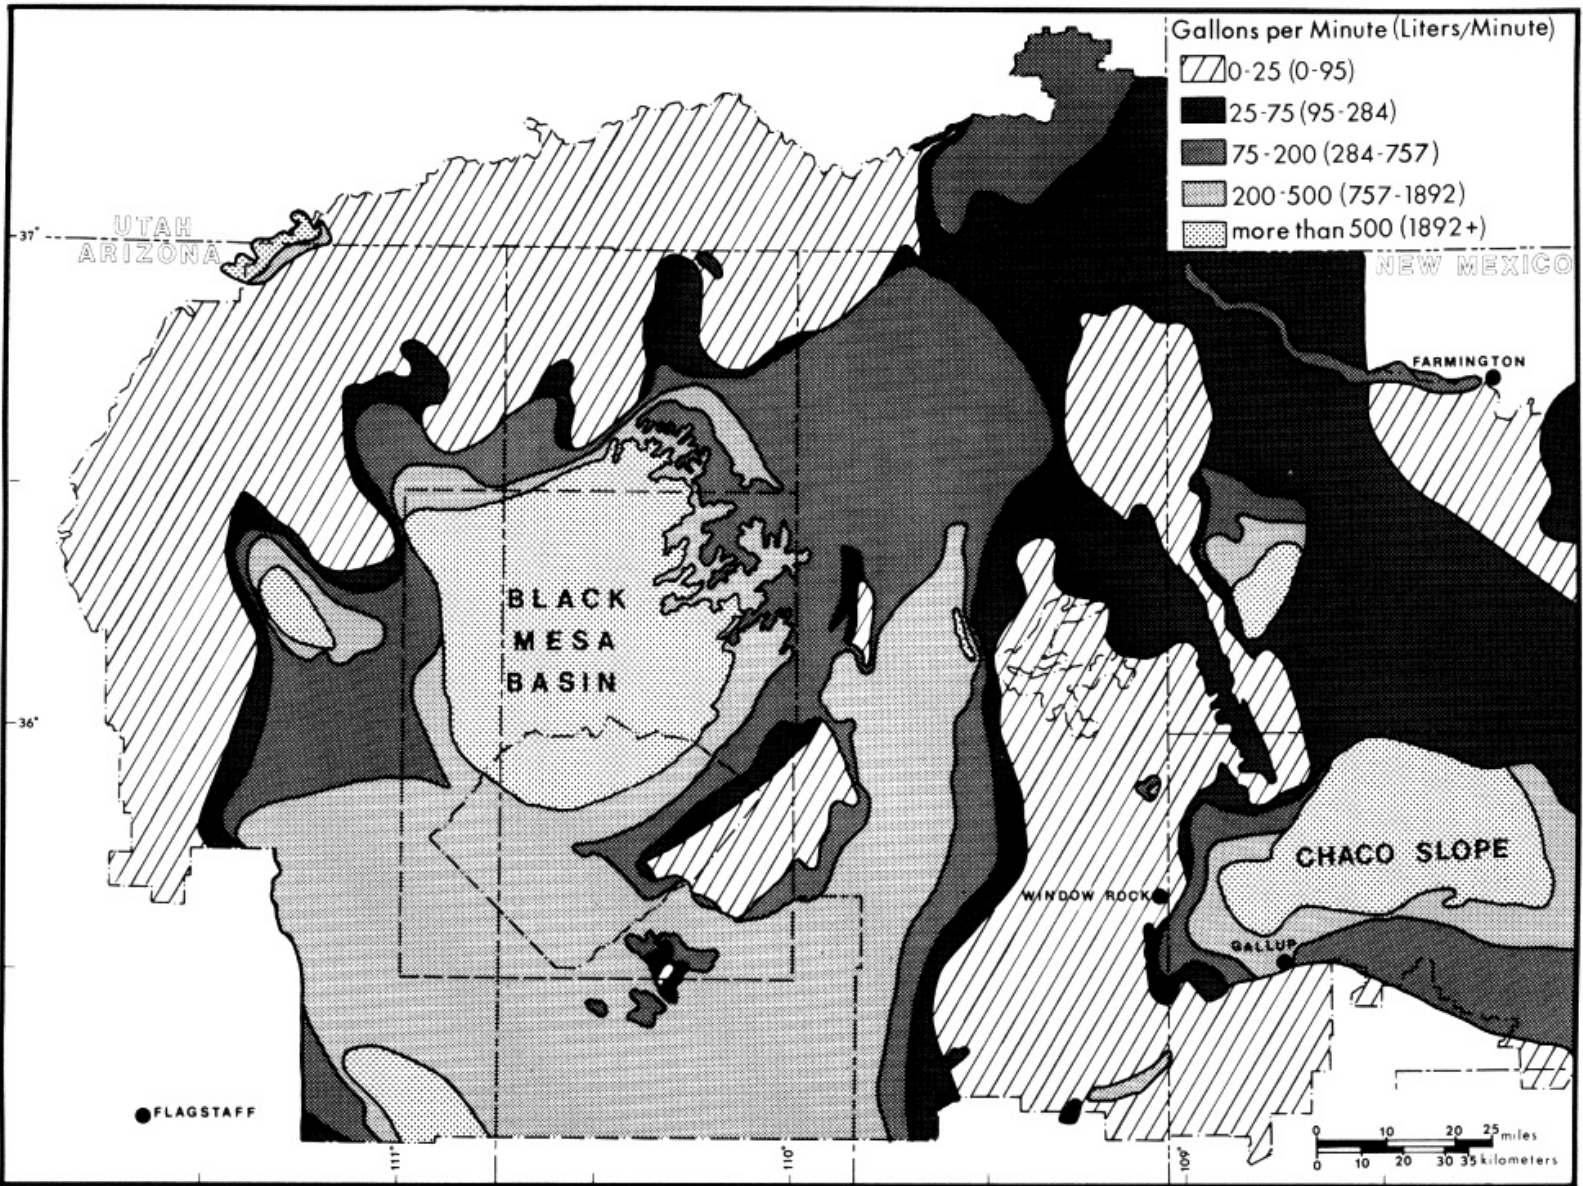 Gallons per Minute (Liters/Minute)
0-25 (0-95)
25-75 (95-284)
75-200 (284-757)
200-500 (757-1892)
more than 500 (1892+)
UTAH
ARIZONA
NEW MEXICO
37°
FARMINGTON
BLACK
MESA
BASIN
36°
CHACO SLOPE
WINDOW ROCK
GALLUP
FLAGSTAFF
0 10 20 25 miles
0 10 20 30 35 kilometers
111°
110°
109°